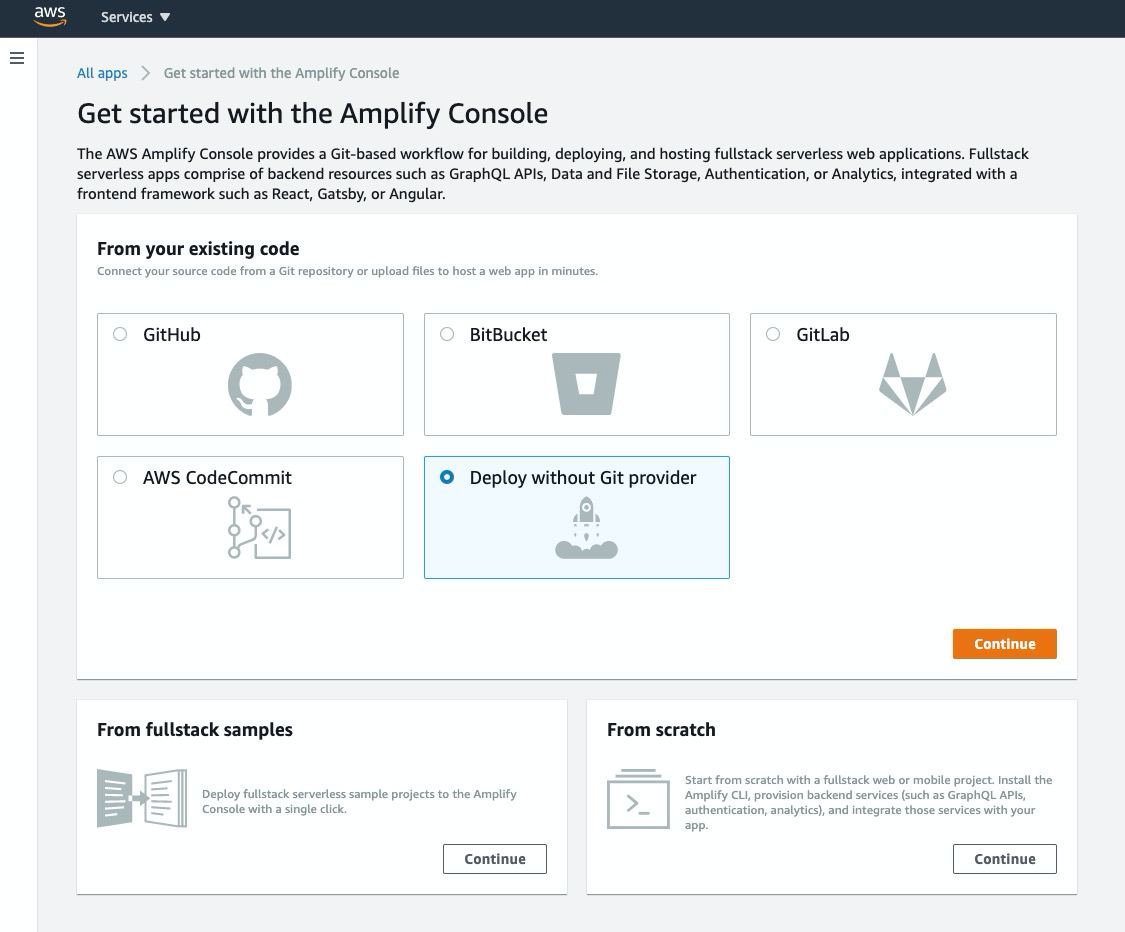 aws
Services
All apps
Get started with the Amplify Console
Get started with the Amplify Console
The AWS Amplify Console provides a Git-based workflow for building, deploying, and hosting fullstack serverless web applications. Fullstack
serverless apps comprise of backend resources such as GraphQL APIs, Data and File Storage, Authentication, or Analytics, integrated with a
frontend framework such as React, Gatsby, or Angular.
From your existing code
Connect your source code from a Git repository or upload files to host a web app in minutes.
GitHub
BitBucket
GitLab
AWS CodeCommit
</>
Deploy without Git provider
Continue
From fullstack samples
Deploy fullstack serverless sample projects to the Amplify
Console with a single click.
Continue
From scratch
>_
Start from scratch with a fullstack web or mobile project. Install the
Amplify CLI, provision backend services (such as GraphQL APIs,
authentication, analytics), and integrate those services with your
app.
Continue